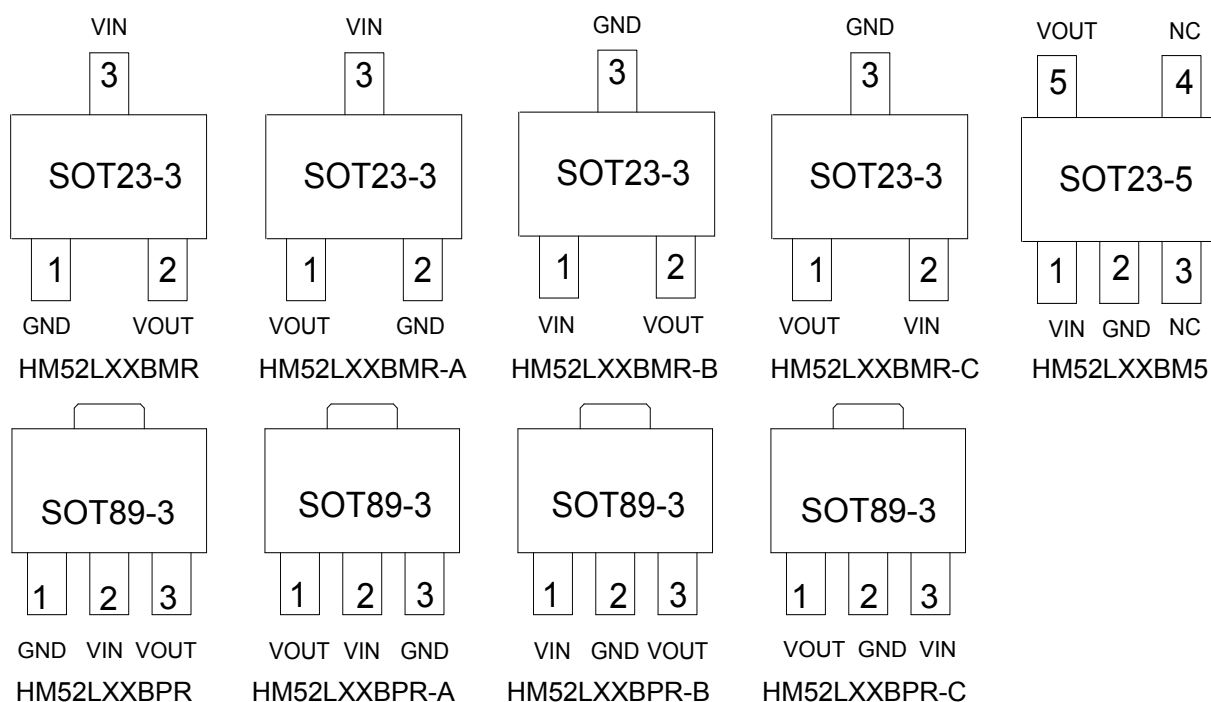 VIN VIN GND GND VOUT NC
3 3 3 3 5 4
SOT23-3 SOT23-3 SOT23-3 SOT23-3 SOT23-5
1 2 1 2 1 2 1 2 1 2 3
GND VOUT VOUT GND VIN VOUT VOUT VIN VIN GND NC
HM52LXXBMR HM52LXXBMR-A HM52LXXBMR-B HM52LXXBMR-C HM52LXXBM5
SOT89-3 SOT89-3 SOT89-3 SOT89-3
1 2 3 1 2 3 1 2 3 1 2 3
GND VIN VOUT VOUT VIN GND VIN GND VOUT VOUT GND VIN
HM52LXXBPR HM52LXXBPR-A HM52LXXBPR-B HM52LXXBPR-C